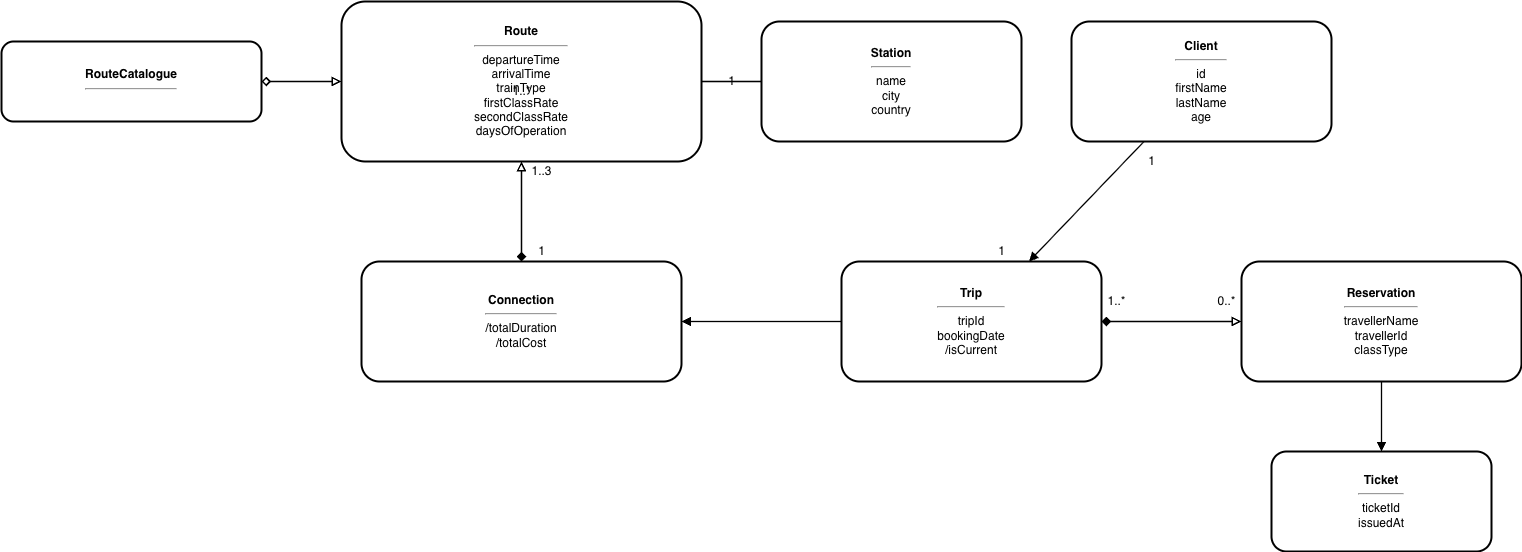 RouteCatalogue
Route
departureTime
arrivalTime
trainType
firstClassRate
secondClassRate
daysOfOperation
1
Station
name
city
country
Client
id
firstName
lastName
age
1
1..3
1
1
Connection
/totalDuration
/totalCost
Trip
tripId
bookingDate
/isCurrent
1..*
0..*
Reservation
travellerName
travellerId
classType
Ticket
ticketId
issuedAt